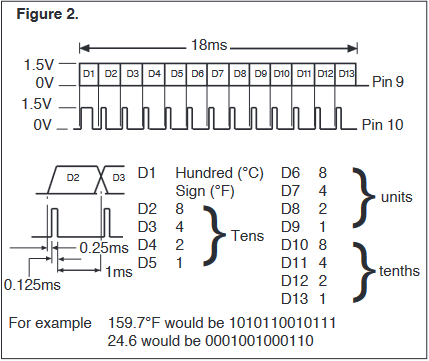 Figure 2.
18ms
1.5V
0V
D1 D2 D3 D4 D5 D6 D7 D8 D9 D10 D11 D12 D13
Pin 9
1.5V
0V
Pin 10
D2 D3
0.25ms
1ms
0.125ms
D1 Hundred (°C)
Sign (°F)
D2 8
D3 4
D4 2
D5 1
Tens
D6 8
D7 4
D8 2
D9 1
units
D10 8
D11 4
D12 2
D13 1
tenths
For example 159.7°F would be 1010110010111
24.6 would be 0001001000110